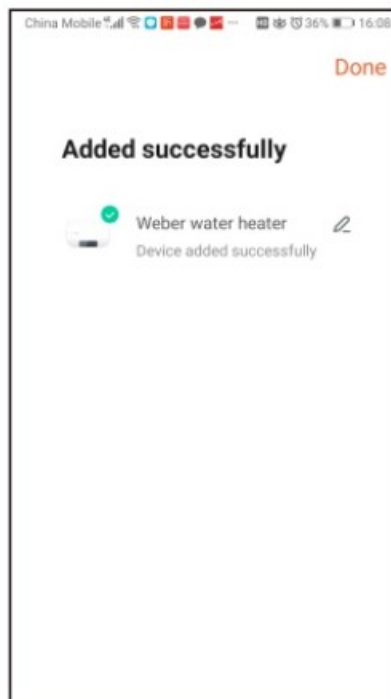 China Mobile 36% 16:08
Done
Added successfully
Weber water heater
Device added successfully